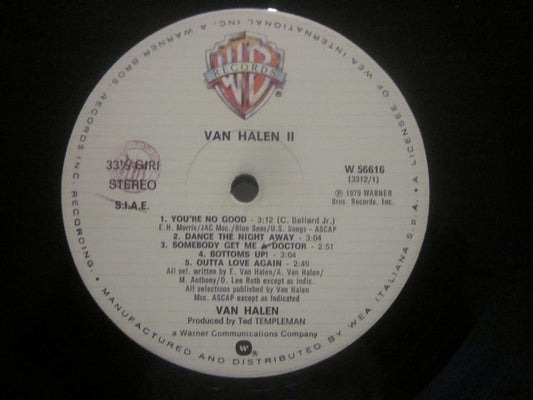 A WARNER BROS. RECORDS INC. RECORDING. • MANUFACTURED AND DISTRIBUTED BY WEA ITALIANA S.P.A. • A LICENSEE OF WEA INTERNATIONAL INC.
WB
RECORDS
VAN HALEN II
33⅓ GIRI
STEREO
S.I.A.E.
W 56616
(3312/1)
℗ 1979 WARNER
Bros. Records, Inc.
1. YOU'RE NO GOOD - 3:12 (C. Ballard Jr.)
E.H. Morris/JAC Msc./Blue Seas/U.S. Songs - ASCAP
2. DANCE THE NIGHT AWAY - 3:04
3. SOMEBODY GET ME DOCTOR - 2:51
4. BOTTOMS UP! - 3:04
5. OUTTA LOVE AGAIN - 2:49
All sel. written by E. Van Halen/A. Van Halen/
M. Anthony/D. Lee Roth except as indic.
All selections published by Van Halen
Msc. ASCAP except as indicated
VAN HALEN
Produced by Ted TEMPLEMAN
a Warner Communications Company
W ®